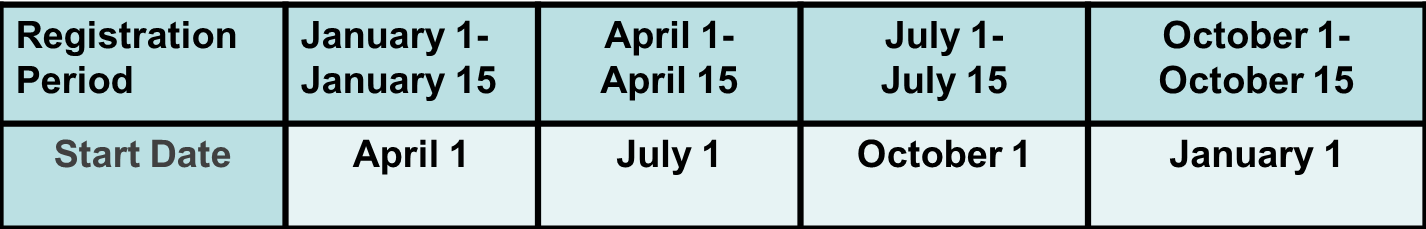 Registration Period
January 1-
January 15
April 1-
April 15
July 1-
July 15
October 1-
October 15
Start Date
April 1
July 1
October 1
January 1